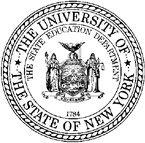 THE UNIVERSITY OF
THE STATE OF NEW YORK
THE STATE EDUCATION DEPARTMENT
1784